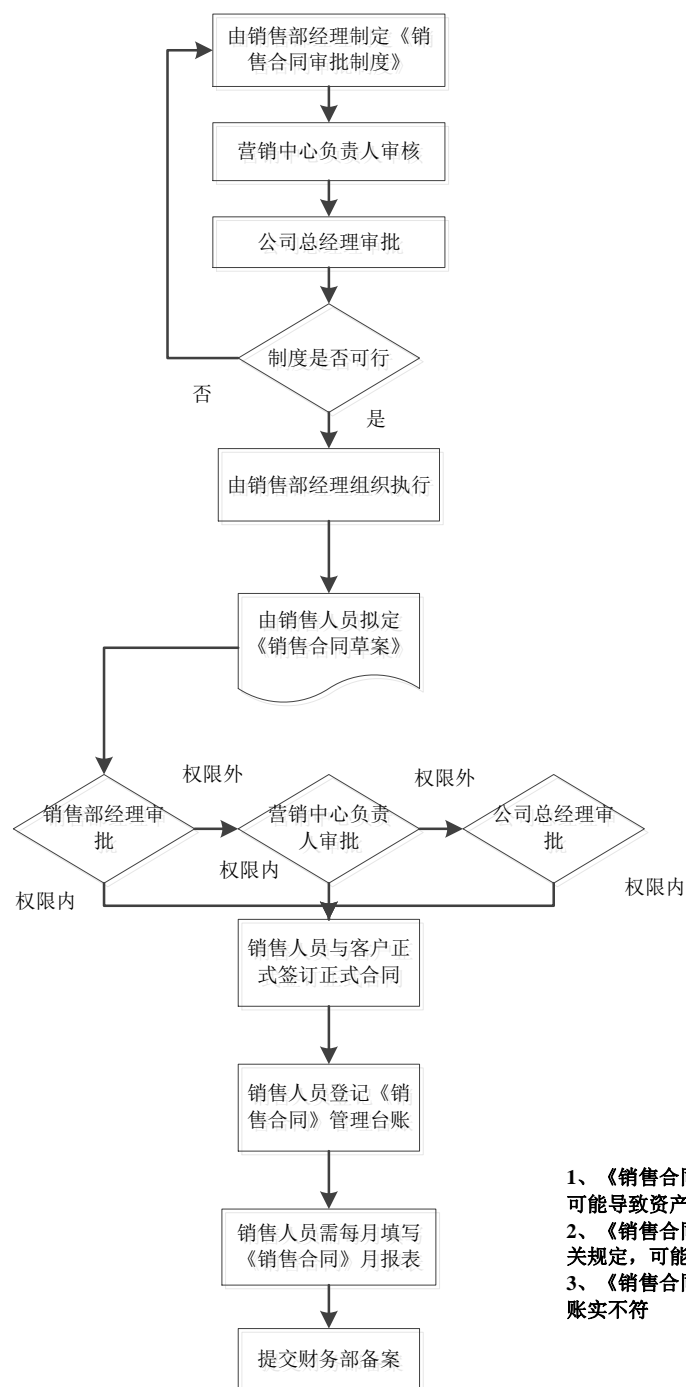 由销售部经理制定《销
售合同审批制度》
营销中心负责人审核
公司总经理审批
制度是否可行
否
是
由销售部经理组织执行
由销售人员拟定
《销售合同草案》
权限外
权限外
销售部经理审
批
营销中心负责
人审批
公司总经理审
批
权限内
权限内
权限内
销售人员与客户正
式签订正式合同
销售人员登记《销
售合同》管理台账
销售人员需每月填写
《销售合同》月报表
提交财务部备案
1、《销售合同
可能导致资产
2、《销售合同
关规定，可能
3、《销售合同
账实不符